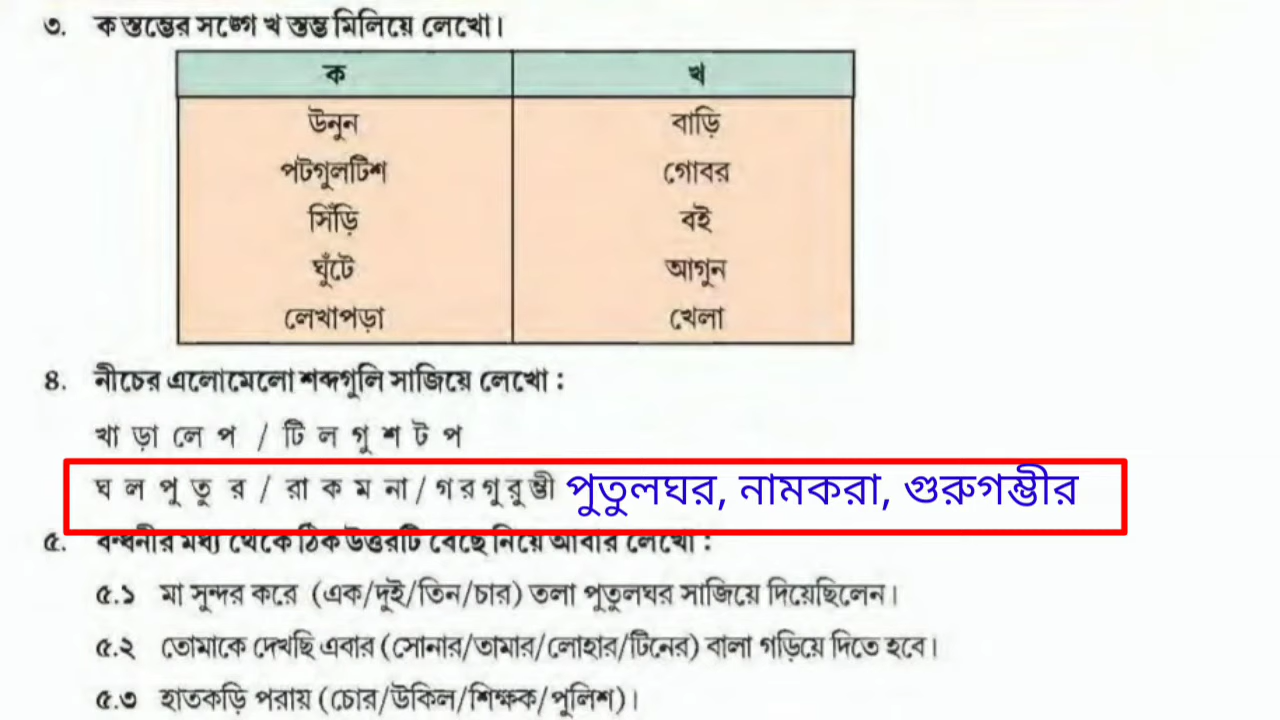 ৩. ক স্তম্ভের সঙ্গে খ স্তম্ভ মিলিয়ে লেখো।
ক খ
উনুন বাড়ি
পটগুলটিশ গোবর
সিঁড়ি বই
ঘুঁটে আগুন
লেখাপড়া খেলা
৪. নীচের এলোমেলো শব্দগুলি সাজিয়ে লেখো :
খা ড়া লে প / টি ল গু শ ট প
ঘ ল পু তু র / রা ক ম না / গ র গু রু ম্ভী পুতুলঘর, নামকরা, গুরুগম্ভীর
৫. বন্ধনীর মধ্য থেকে ঠিক উত্তরটি বেছে নিয়ে আবার লেখো :
৫.১ মা সুন্দর করে (এক/দুই/তিন/চার) তলা পুতুলঘর সাজিয়ে দিয়েছিলেন।
৫.২ তোমাকে দেখছি এবার (সোনার/তামার/লোহার/টিনের) বালা গড়িয়ে দিতে হবে।
৫.৩ হাতকড়ি পরায় (চোর/উকিল/শিক্ষক/পুলিশ)।